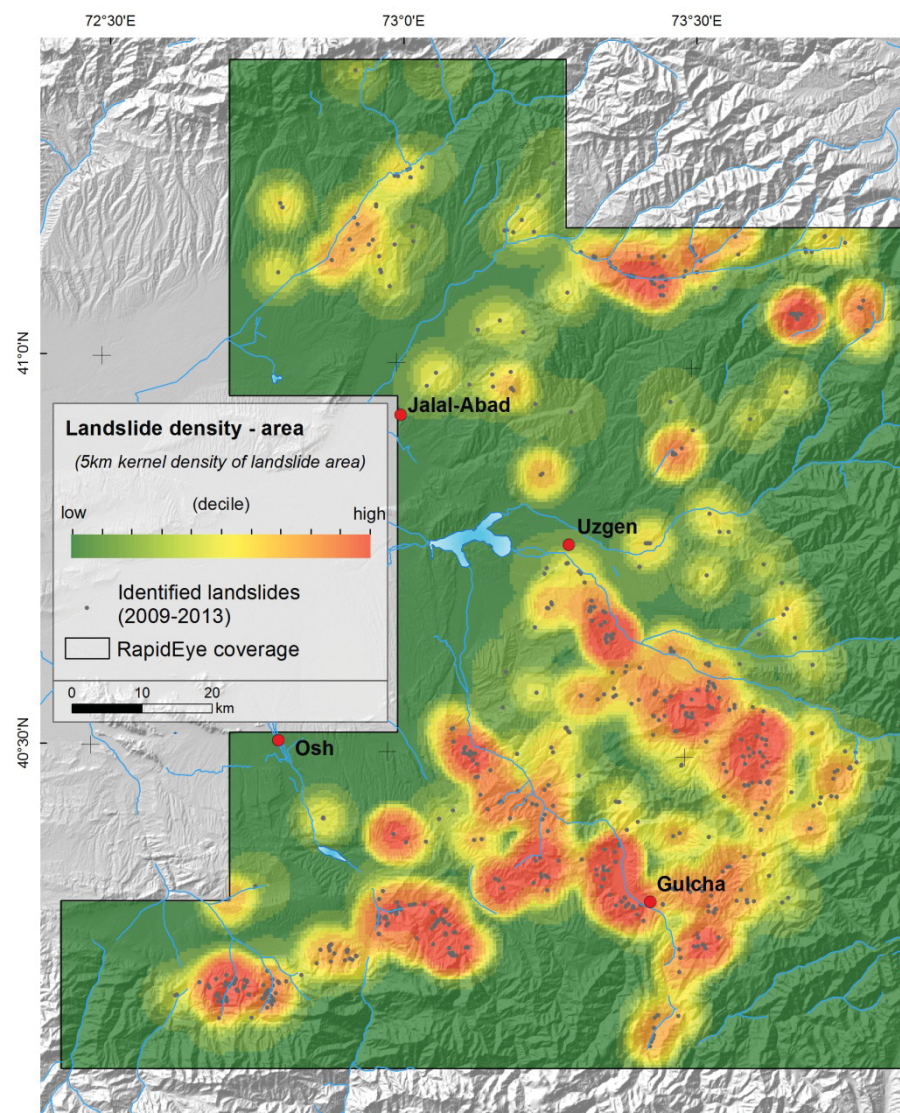 72°30'E
73°0'E
73°30'E
41°0'N
Jalal-Abad
Landslide density - area
(5km kernel density of landslide area)
(decile)
low
high
Uzgen
Identified landslides
(2009-2013)
RapidEye coverage
0 10 20
km
40°30'N
Osh
Gulcha